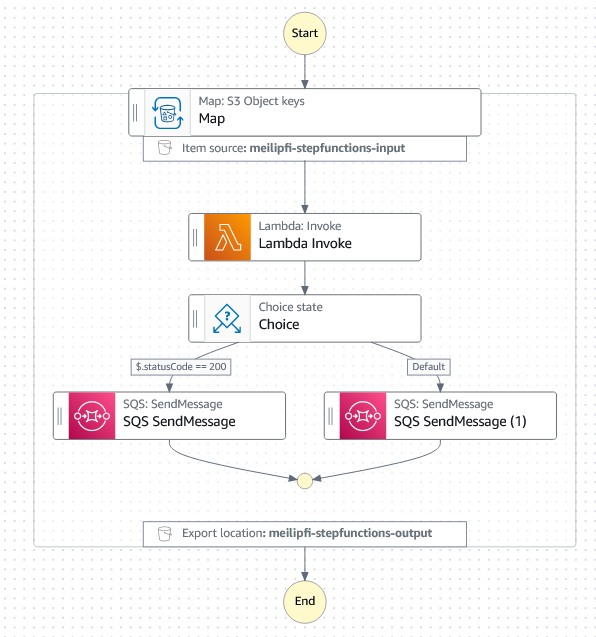 Start
Map: S3 Object keys
Map
Item source: meilipfi-stepfunctions-input
Lambda: Invoke
Lambda Invoke
Choice state
Choice
$.statusCode == 200
Default
SQS: SendMessage
SQS SendMessage
SQS: SendMessage
SQS SendMessage (1)
Export location: meilipfi-stepfunctions-output
End